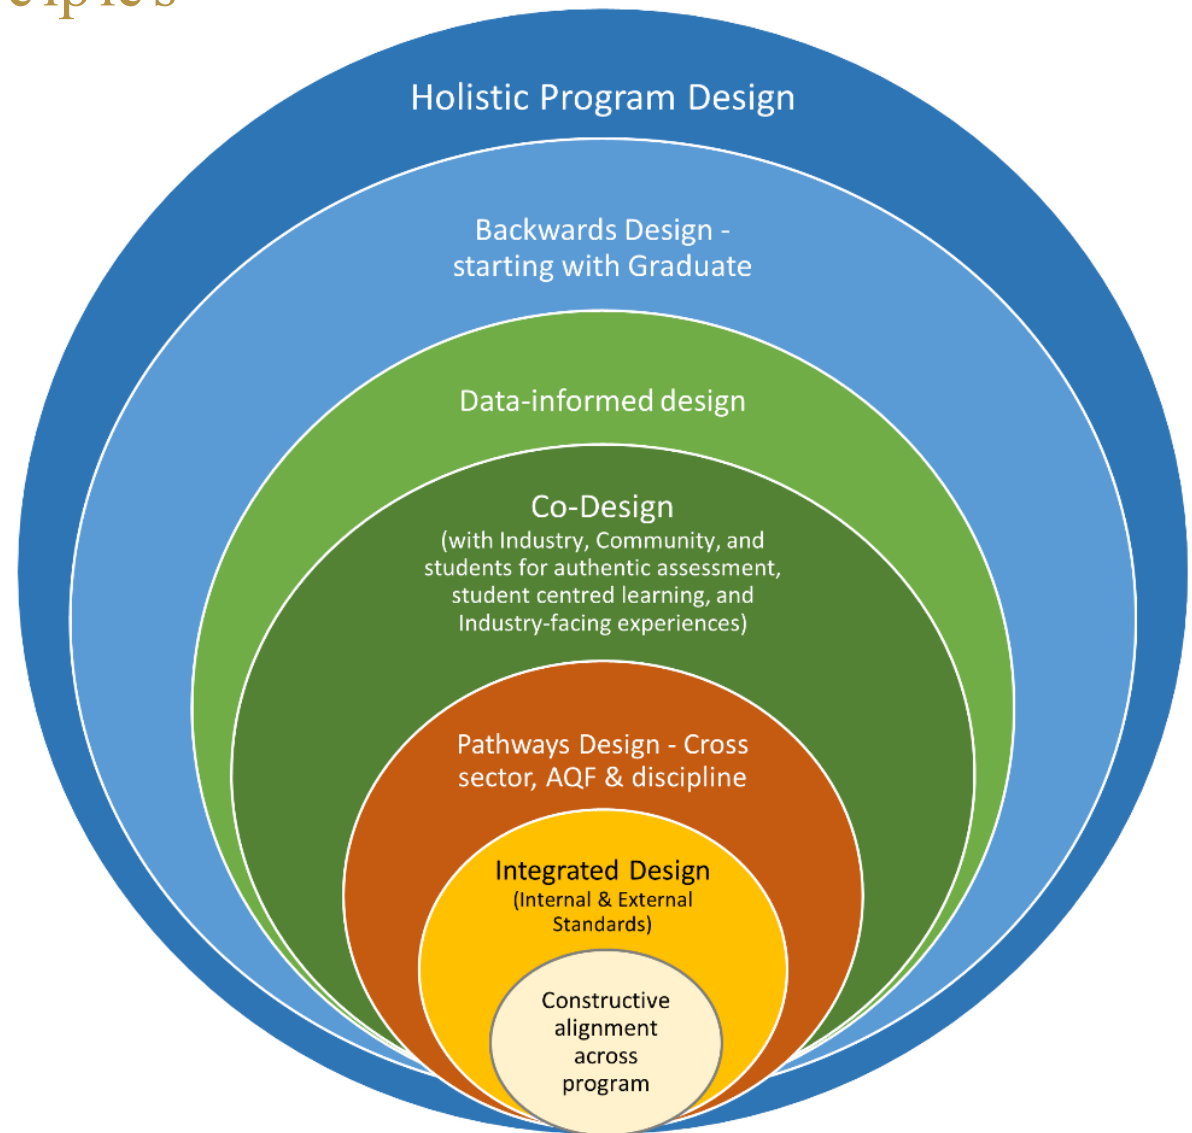 Holistic Program Design
Backwards Design -
starting with Graduate
Data-informed design
Co-Design
(with Industry, Community, and
students for authentic assessment,
student centred learning, and
Industry-facing experiences)
Pathways Design - Cross
sector, AQF & discipline
Integrated Design
(Internal & External
Standards)
Constructive
alignment
across
program